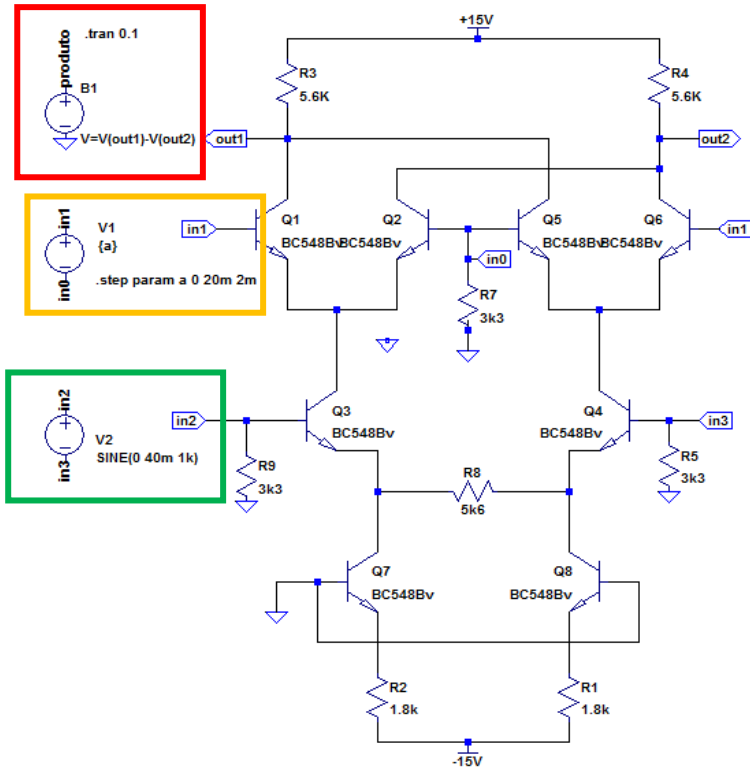 +15V
produto
.tran 0.1
B1
V=V(out1)-V(out2)
R3
5.6K
R4
5.6K
out1
out2
in1
in0
V1
{a}
.step param a 0 20m 2m
in1
Q1
BC548Bv
Q2
BC548Bv
Q5
BC548Bv
Q6
BC548Bv
in1
in0
R7
3k3
in2
in3
V2
SINE(0 40m 1k)
in2
Q3
BC548Bv
Q4
BC548Bv
in3
R9
3k3
R8
5k6
R5
3k3
Q7
BC548Bv
Q8
BC548Bv
R2
1.8k
R1
1.8k
-15V